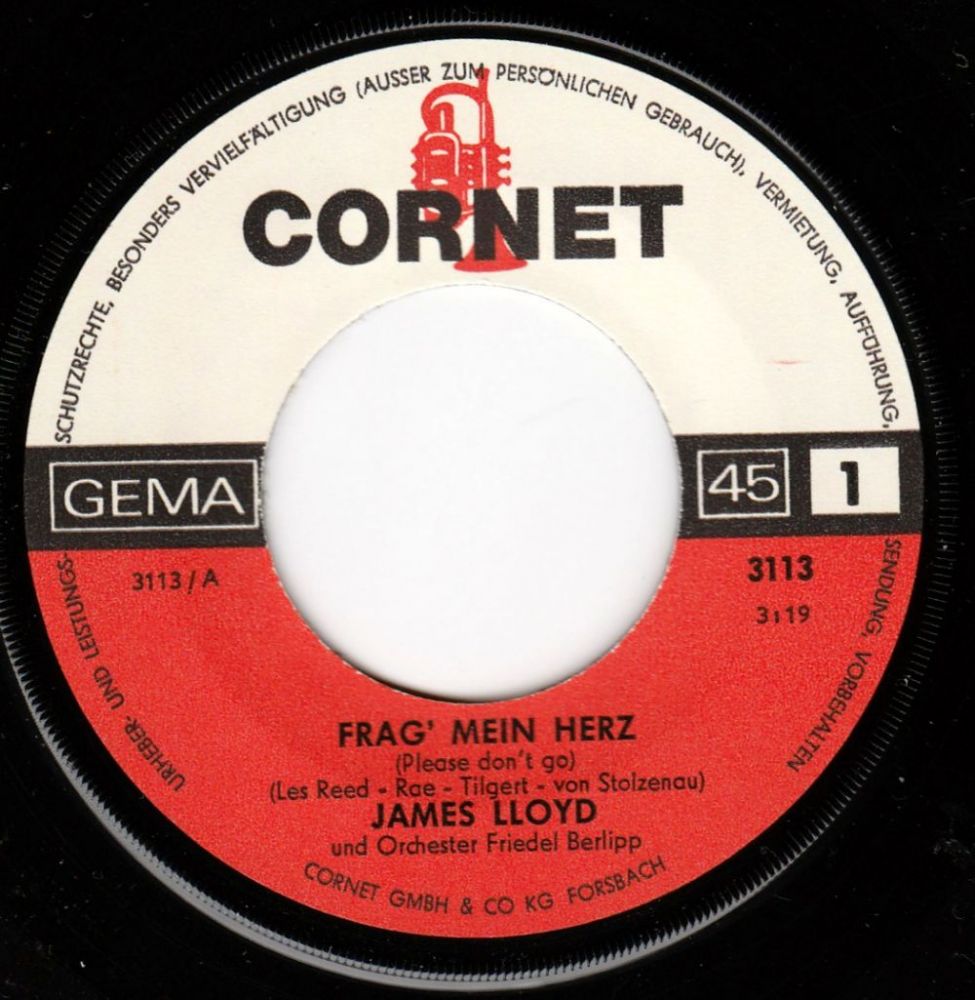 URHEBER- UND LEISTUNGS-SCHUTZRECHTE, BESONDERS VERVIELFÄLTIGUNG (AUSSER ZUM PERSÖNLICHEN GEBRAUCH), VERMIETUNG, AUFFÜHRUNG, SENDUNG, VORBEHALTEN
CORNET
GEMA
45
1
3113/A
3113
3:19
FRAG' MEIN HERZ
(Please don't go)
(Les Reed - Rae - Tilgert - von Stolzenau)
JAMES LLOYD
und Orchester Friedel Berlipp
CORNET GMBH & CO KG FORSBACH